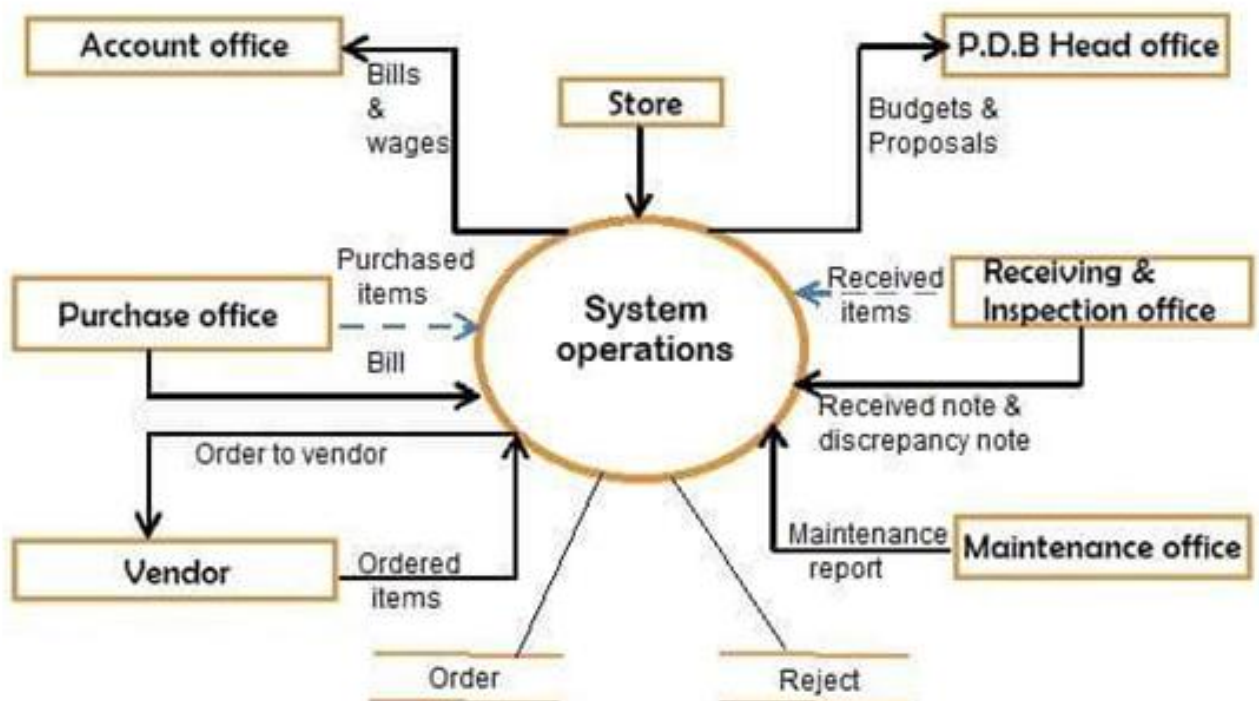 Account office
P.D.B Head office
Bills
&
wages
Store
Budgets &
Proposals
Purchased
items
Purchase office
Bill
System
operations
Received
items
Receiving &
Inspection office
Received note &
discrepancy note
Order to vendor
Vendor
Ordered
items
Maintenance
report
Maintenance office
Order
Reject